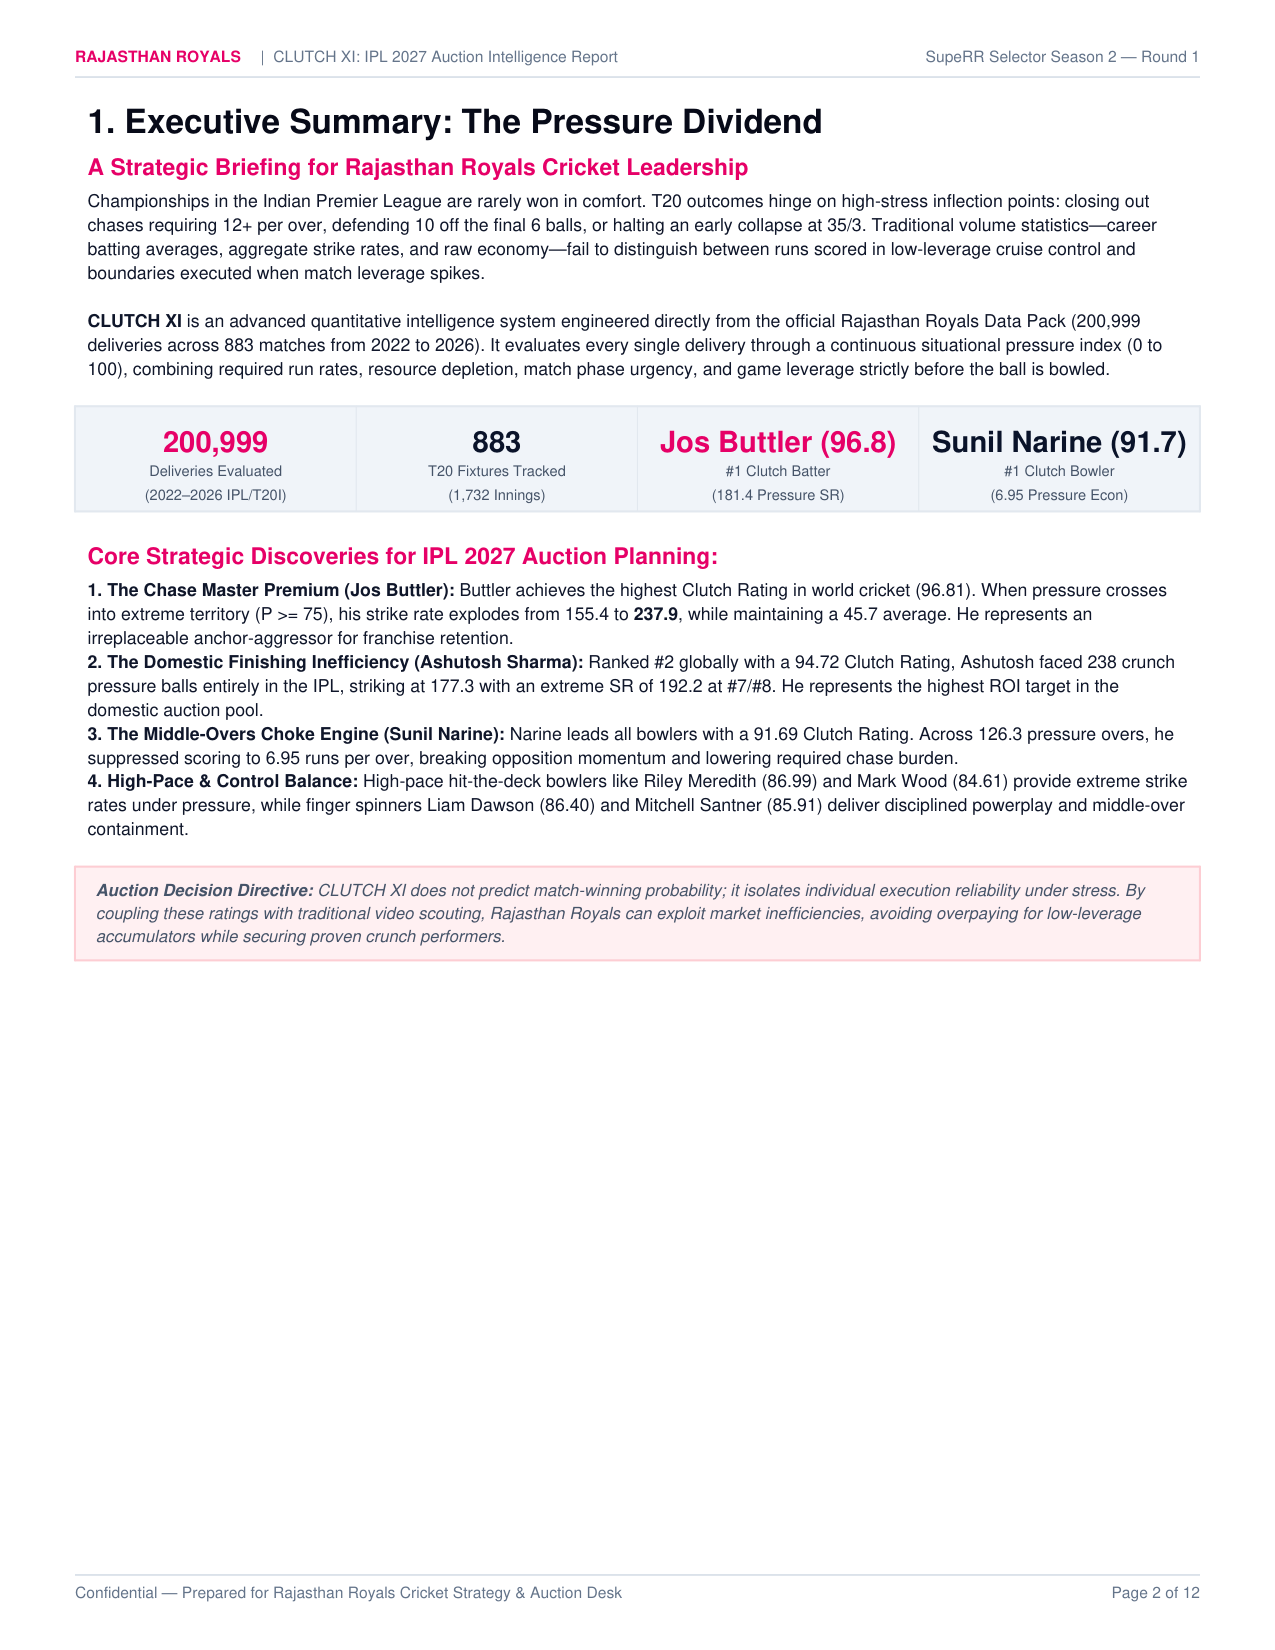 RAJASTHAN ROYALS | CLUTCH XI: IPL 2027 Auction Intelligence Report
SupeRR Selector Season 2 — Round 1
1. Executive Summary: The Pressure Dividend
A Strategic Briefing for Rajasthan Royals Cricket Leadership
Championships in the Indian Premier League are rarely won in comfort. T20 outcomes hinge on high-stress inflection points: closing out
chases requiring 12+ per over, defending 10 off the final 6 balls, or halting an early collapse at 35/3. Traditional volume statistics—career
batting averages, aggregate strike rates, and raw economy—fail to distinguish between runs scored in low-leverage cruise control and
boundaries executed when match leverage spikes.
CLUTCH XI is an advanced quantitative intelligence system engineered directly from the official Rajasthan Royals Data Pack (200,999
deliveries across 883 matches from 2022 to 2026). It evaluates every single delivery through a continuous situational pressure index (0 to
100), combining required run rates, resource depletion, match phase urgency, and game leverage strictly before the ball is bowled.
200,999
Deliveries Evaluated
(2022–2026 IPL/T20I)
883
T20 Fixtures Tracked
(1,732 Innings)
Jos Buttler (96.8)
#1 Clutch Batter
(181.4 Pressure SR)
Sunil Narine (91.7)
#1 Clutch Bowler
(6.95 Pressure Econ)
Core Strategic Discoveries for IPL 2027 Auction Planning:
1. The Chase Master Premium (Jos Buttler): Buttler achieves the highest Clutch Rating in world cricket (96.81). When pressure crosses
into extreme territory (P >= 75), his strike rate explodes from 155.4 to 237.9, while maintaining a 45.7 average. He represents an
irreplaceable anchor-aggressor for franchise retention.
2. The Domestic Finishing Inefficiency (Ashutosh Sharma): Ranked #2 globally with a 94.72 Clutch Rating, Ashutosh faced 238 crunch
pressure balls entirely in the IPL, striking at 177.3 with an extreme SR of 192.2 at #7/#8. He represents the highest ROI target in the
domestic auction pool.
3. The Middle-Overs Choke Engine (Sunil Narine): Narine leads all bowlers with a 91.69 Clutch Rating. Across 126.3 pressure overs, he
suppressed scoring to 6.95 runs per over, breaking opposition momentum and lowering required chase burden.
4. High-Pace & Control Balance: High-pace hit-the-deck bowlers like Riley Meredith (86.99) and Mark Wood (84.61) provide extreme strike
rates under pressure, while finger spinners Liam Dawson (86.40) and Mitchell Santner (85.91) deliver disciplined powerplay and middle-over
containment.
Auction Decision Directive: CLUTCH XI does not predict match-winning probability; it isolates individual execution reliability under stress. By
coupling these ratings with traditional video scouting, Rajasthan Royals can exploit market inefficiencies, avoiding overpaying for low-leverage
accumulators while securing proven crunch performers.
Confidential — Prepared for Rajasthan Royals Cricket Strategy & Auction Desk
Page 2 of 12